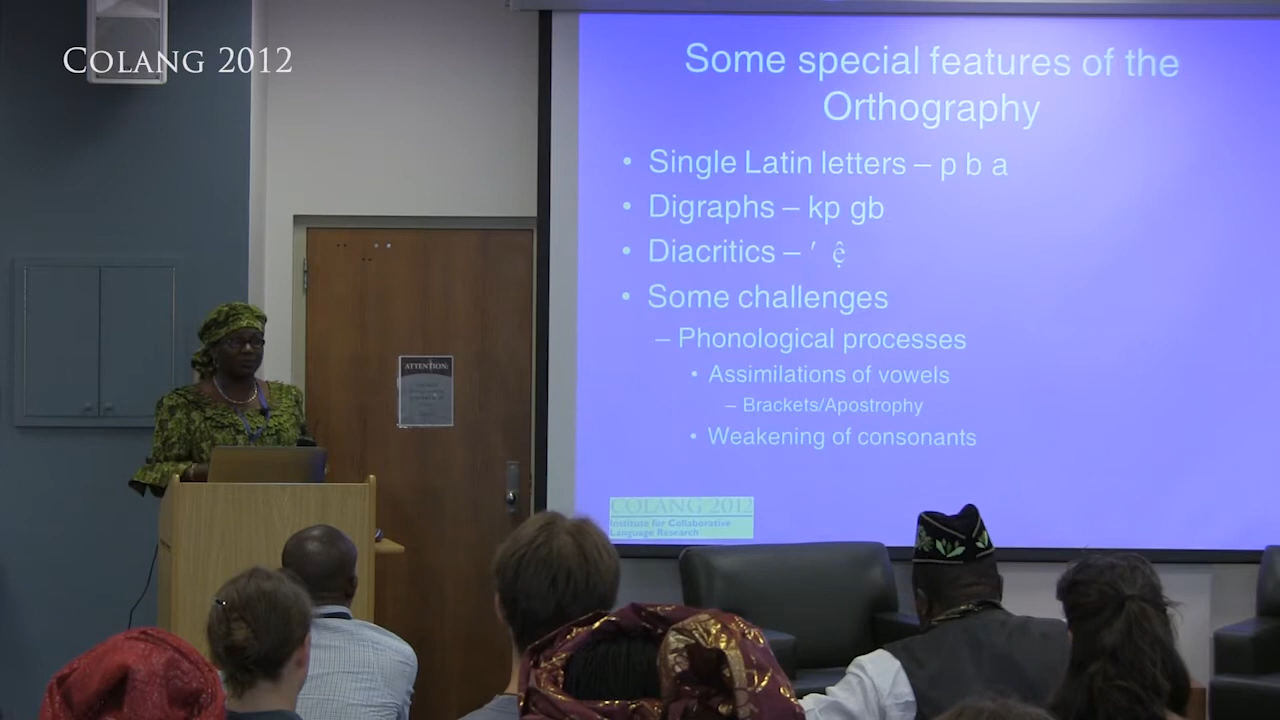 COLANG 2012
Some special features of the
Orthography
• Single Latin letters – p b a
• Digraphs – kp gb
• Diacritics – ′ ệ
• Some challenges
– Phonological processes
• Assimilations of vowels
– Brackets/Apostrophy
• Weakening of consonants
COLANG 2012
Institute for Collaborative
Language Research
ATTENTION: